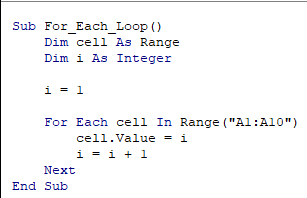 Sub For_Each_Loop()
    Dim cell As Range
    Dim i As Integer

    i = 1

    For Each cell In Range("A1:A10")
        cell.Value = i
        i = i + 1
    Next
End Sub